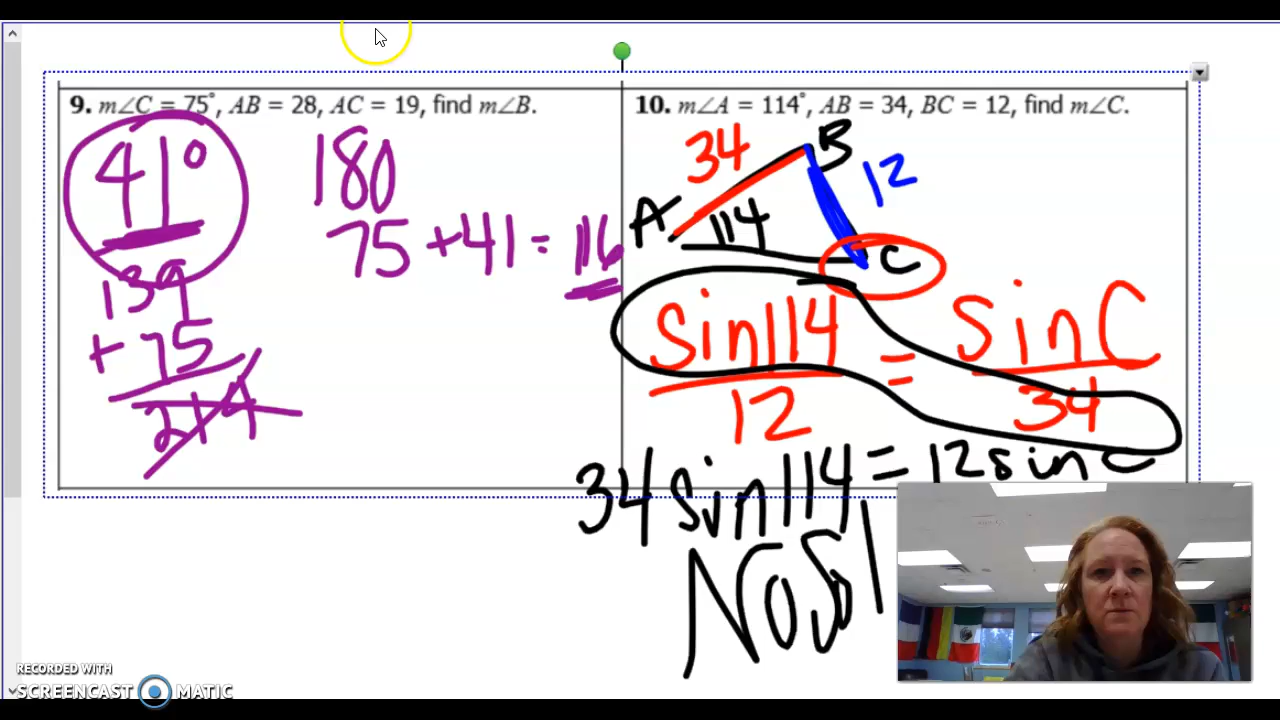 9. m∠C = 75°, AB = 28, AC = 19, find m∠B.
41°
139
+ 75
214
180
75 + 41 = 116
10. m∠A = 114°, AB = 34, BC = 12, find m∠C.
34
B
12
A
114
C
sin114 = sinC
12 34
34 sin114 = 12 sin C
No Sol
RECORDED WITH
SCREENCAST MATIC